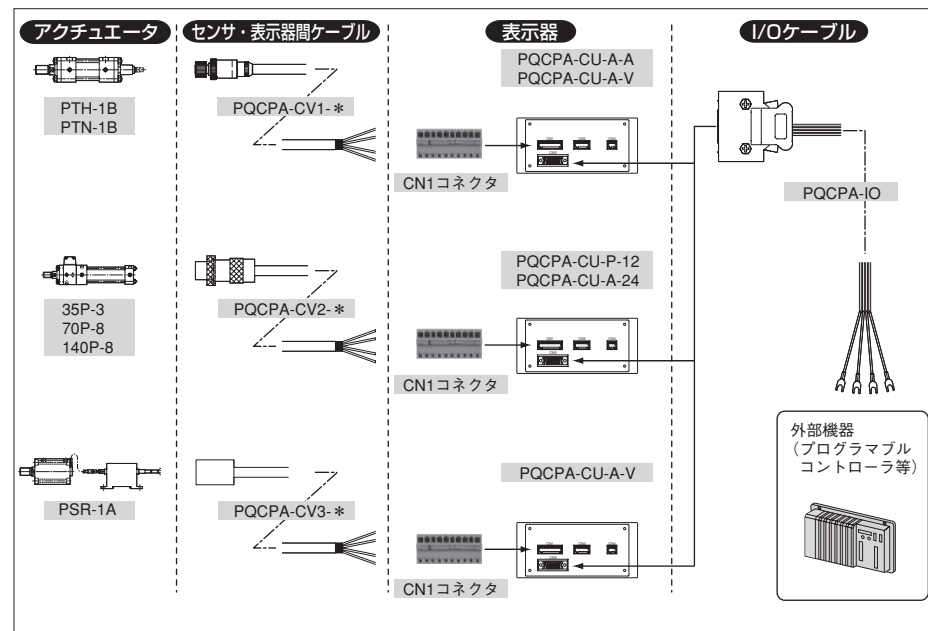 アクチュエータ
センサ・表示器間ケーブル
表示器
I/Oケーブル
PTH-1B
PTN-1B
PQCPA-CV1-＊
PQCPA-CU-A-A
PQCPA-CU-A-V
CN1コネクタ
PQCPA-IO
35P-3
70P-8
140P-8
PQCPA-CV2-＊
PQCPA-CU-P-12
PQCPA-CU-A-24
CN1コネクタ
PSR-1A
PQCPA-CV3-＊
PQCPA-CU-A-V
CN1コネクタ
外部機器
（プログラマブル
コントローラ等）